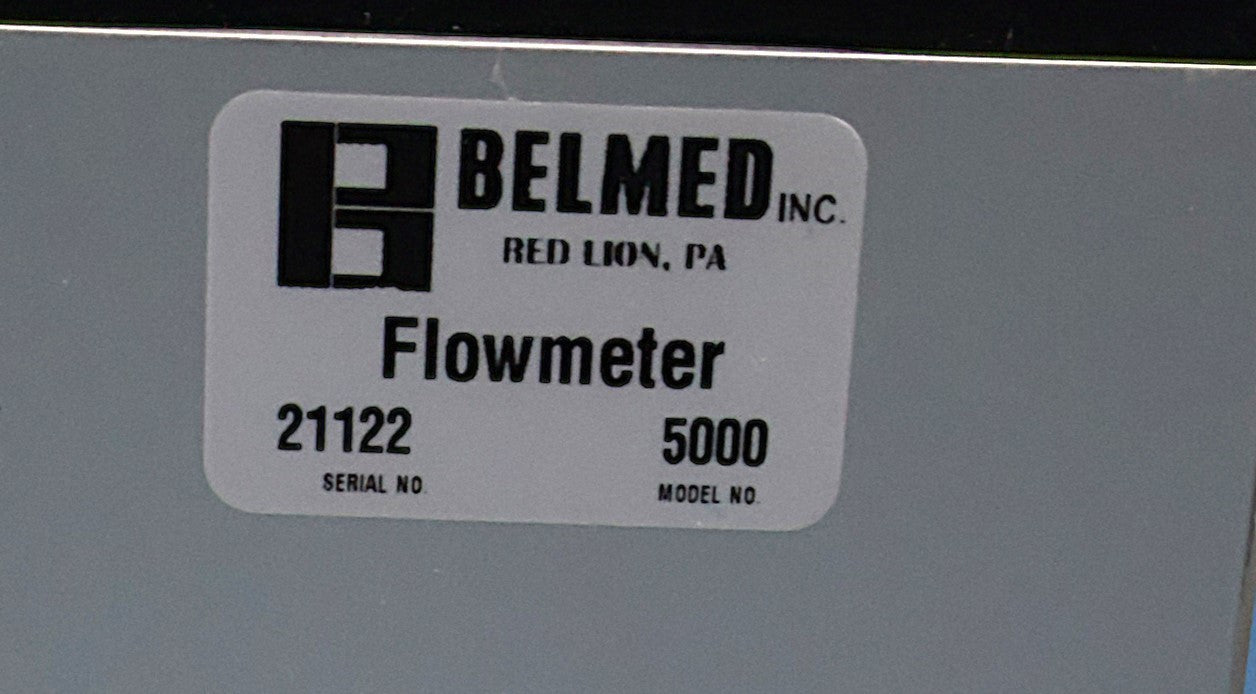 BELMED INC.
RED LION, PA
Flowmeter
21122 5000
SERIAL NO. MODEL NO.